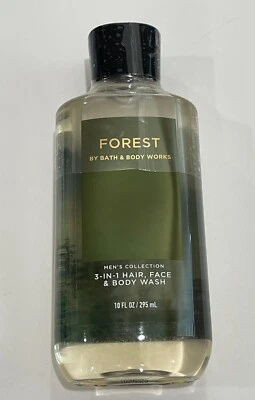 FOREST
BY BATH & BODY WORKS
MEN'S COLLECTION
3-IN-1 HAIR, FACE
& BODY WASH
10 FL OZ / 295 mL